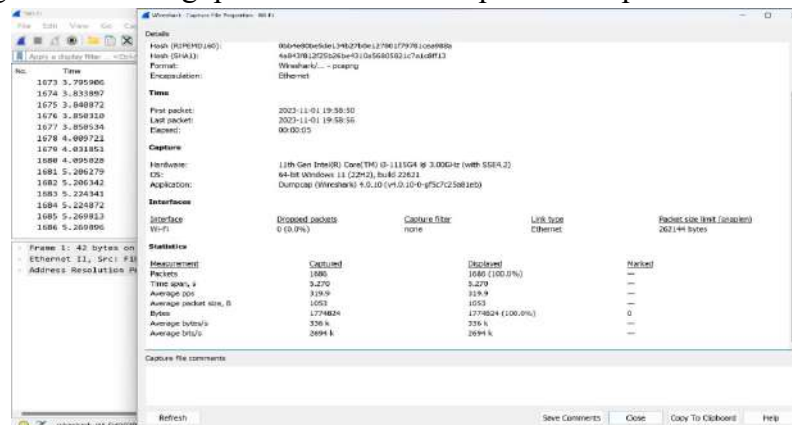 Wi-Fi
Wireshark · Capture File Properties · Wi-Fi
File Edit View Go
Details
Hash (RIPEMD160):
Hash (SHA1):
Format: Wireshark/... - pcapng
Encapsulation: Ethernet
Time
First packet: 2023-11-01 19:58:50
Last packet: 2023-11-01 19:58:56
Elapsed: 00:00:05
Capture
Hardware: 11th Gen Intel(R) Core(TM) i3-1115G4 @ 3.00GHz (with SSE4.2)
OS: 64-bit Windows 11 (22H2), build 22621
Application: Dumpcap (Wireshark) 4.0.10 (v4.0.10-0-gf5c7c25a81eb)
Interfaces
Interface Dropped packets Capture filter Link type Packet size limit (snaplen)
Wi-Fi 0 (0.0%) none Ethernet 262144 bytes
Statistics
Measurement Captured Displayed Marked
Packets 1686 1686 (100.0%) —
Time span, s 5.270 5.270 —
Average pps 319.9 319.9 —
Average packet size, B 1053 1053 —
Bytes 1774824 1774824 (100.0%) 0
Average bytes/s 336 k 336 k —
Average bits/s 2694 k 2694 k —
Capture file comments
Refresh Save Comments Close Copy To Clipboard Help
Apply a display filter ...
No. Time
1673 3.795906
1674 3.833897
1675 3.840872
1676 3.850310
1677 3.850534
1678 4.009721
1679 4.031851
1680 4.095028
1681 5.206279
1682 5.206342
1683 5.224341
1684 5.224872
1685 5.269813
1686 5.269896
Frame 1: 42 bytes on
Ethernet II, Src:
Address Resolution